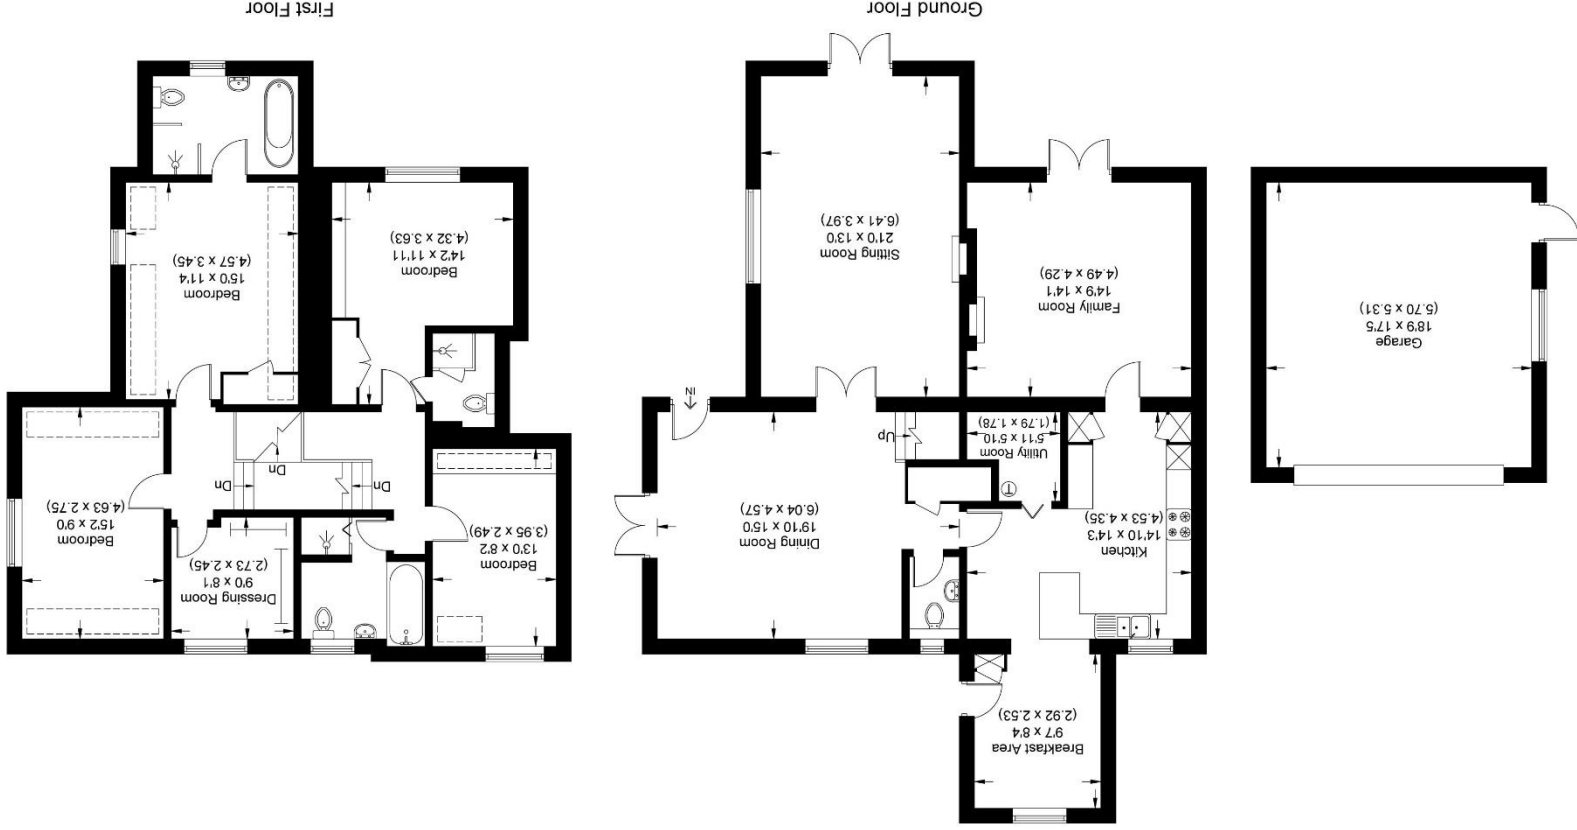 Garage
18'9 x 17'5
(5.70 x 5.31)
Breakfast Area
9'7 x 8'4
(2.92 x 2.53)
Kitchen
14'10 x 14'3
(4.53 x 4.35)
T
Utility Room
5'11 x 5'10
(1.79 x 1.78)
Family Room
14'9 x 14'1
(4.49 x 4.29)
Dining Room
19'10 x 15'0
(6.04 x 4.57)
Up
IN
Sitting Room
21'0 x 13'0
(6.41 x 3.97)
Ground Floor
Bedroom
13'0 x 8'2
(3.95 x 2.49)
Dressing Room
9'0 x 8'1
(2.73 x 2.45)
Bedroom
15'2 x 9'0
(4.63 x 2.75)
Dn
Dn
Dn
Bedroom
14'2 x 11'11
(4.32 x 3.63)
Bedroom
15'0 x 11'4
(4.57 x 3.45)
First Floor